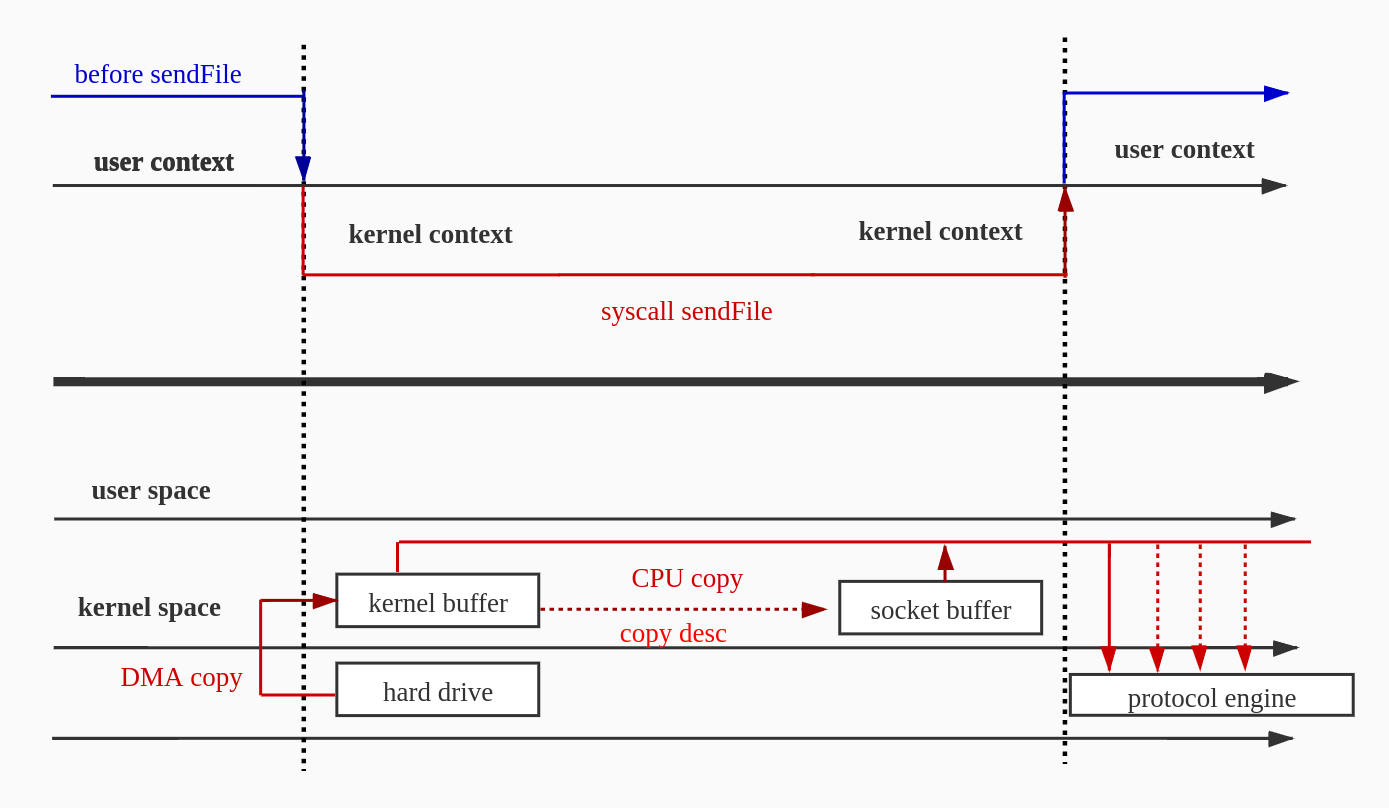 before sendFile
user context
user context
kernel context
kernel context
syscall sendFile
user space
CPU copy
kernel buffer
socket buffer
kernel space
copy desc
DMA copy
hard drive
protocol engine